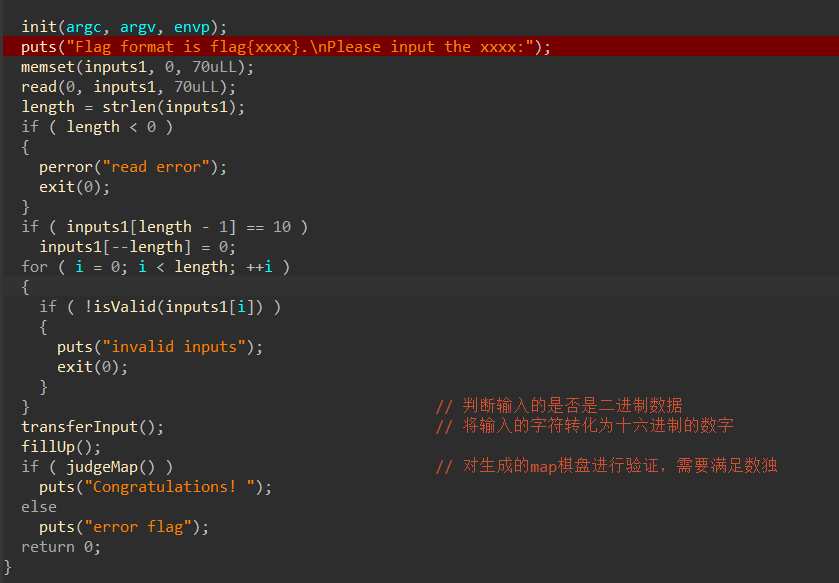 init(argc, argv, envp);
puts("Flag format is flag{xxxx}.\nPlease input the xxxx:");
memset(inputs1, 0, 70uLL);
read(0, inputs1, 70uLL);
length = strlen(inputs1);
if ( length < 0 )
{
perror("read error");
exit(0);
}
if ( inputs1[length - 1] == 10 )
inputs1[--length] = 0;
for ( i = 0; i < length; ++i )
{
if ( !isValid(inputs1[i]) )
{
puts("invalid inputs");
exit(0);
}
} // 判断输入的是否是二进制数据
transferInput(); // 将输入的字符转化为十六进制的数字
fillUp();
if ( judgeMap() ) // 对生成的map棋盘进行验证，需要满足数独
puts("Congratulations! ");
else
puts("error flag");
return 0;
}